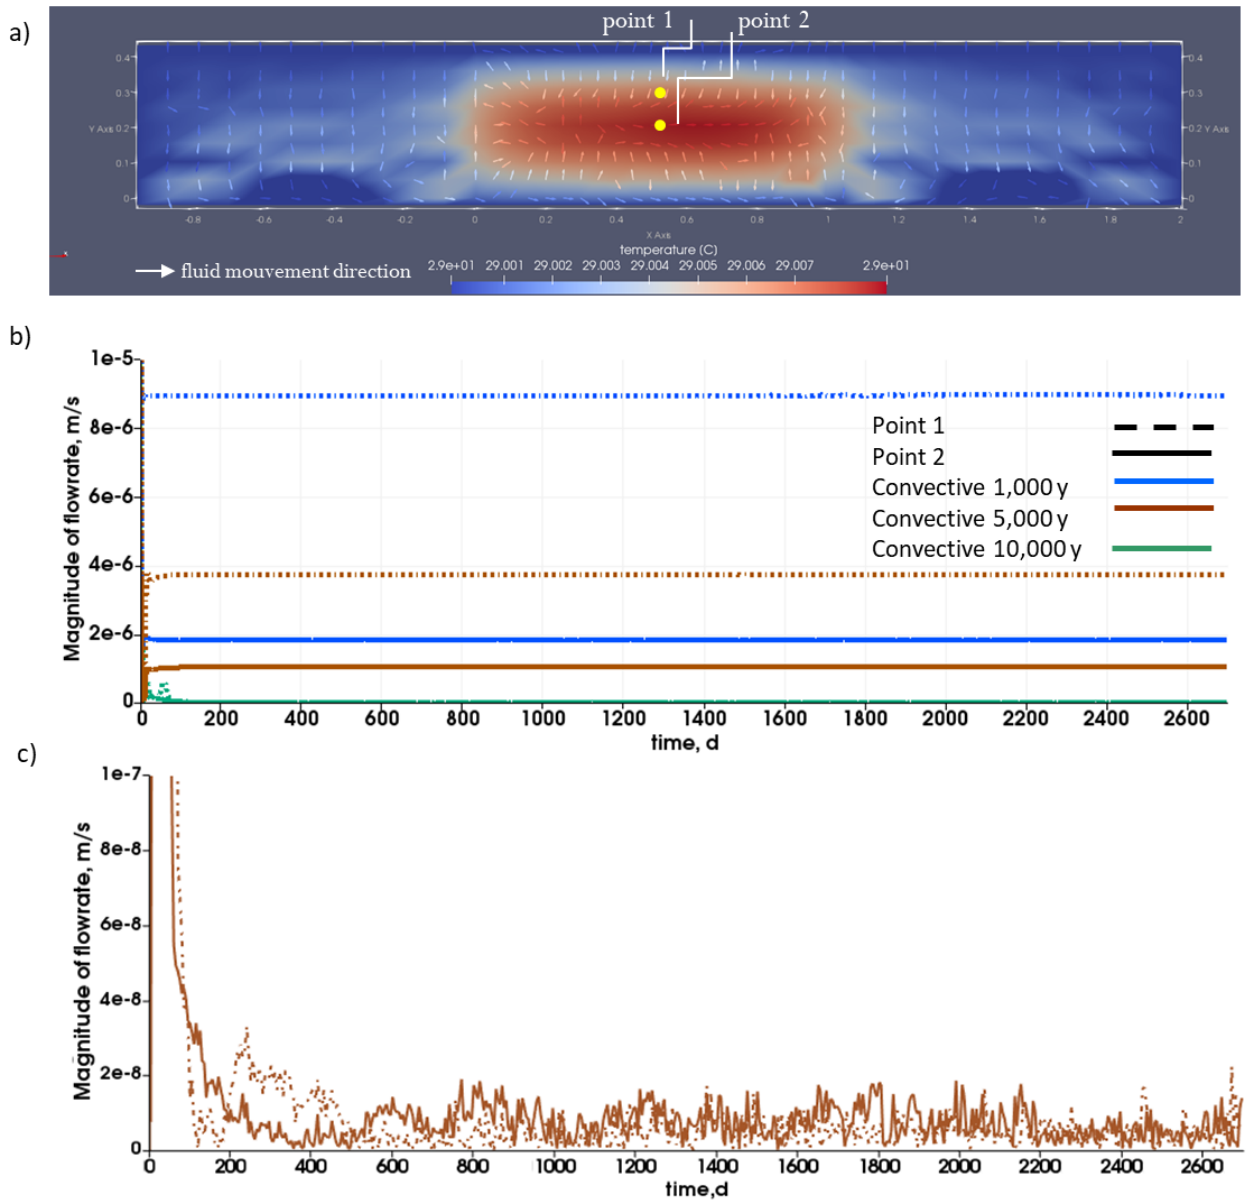 a)
point 1
point 2
0.4
0.4
0.3
0.3
Y Axis
0.2
0.2
Y Axis
0.1
0.1
0
0
-0.8
-0.6
-0.4
-0.2
0
0.2
0.4
0.6
0.8
1
1.2
1.4
1.6
1.8
2
X Axis
temperature (C)
fluid mouvement direction
2.9e+01
29.001
29.002
29.003
29.004
29.005
29.006
29.007
2.9e+01
b)
Magnitude of flowrate, m/s
1e-5
8e-6
6e-6
4e-6
2e-6
0
Point 1
Point 2
Convective 1,000 y
Convective 5,000 y
Convective 10,000 y
0
200
400
600
800
1000
1200
1400
1600
1800
2000
2200
2400
2600
time, d
c)
Magnitude of flowrate, m/s
1e-7
8e-8
6e-8
4e-8
2e-8
0
0
200
400
600
800
1000
1200
1400
1600
1800
2000
2200
2400
2600
time,d